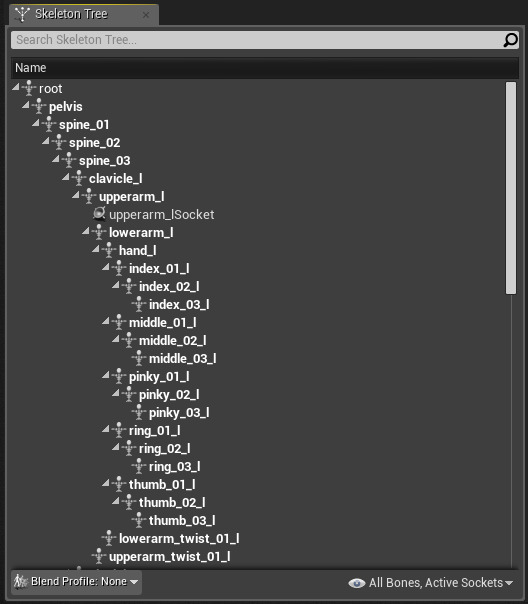 Skeleton Tree
Search Skeleton Tree...
Name
root
pelvis
spine_01
spine_02
spine_03
clavicle_l
upperarm_l
upperarm_lSocket
lowerarm_l
hand_l
index_01_l
index_02_l
index_03_l
middle_01_l
middle_02_l
middle_03_l
pinky_01_l
pinky_02_l
pinky_03_l
ring_01_l
ring_02_l
ring_03_l
thumb_01_l
thumb_02_l
thumb_03_l
lowerarm_twist_01_l
upperarm_twist_01_l
Blend Profile: None
All Bones, Active Sockets